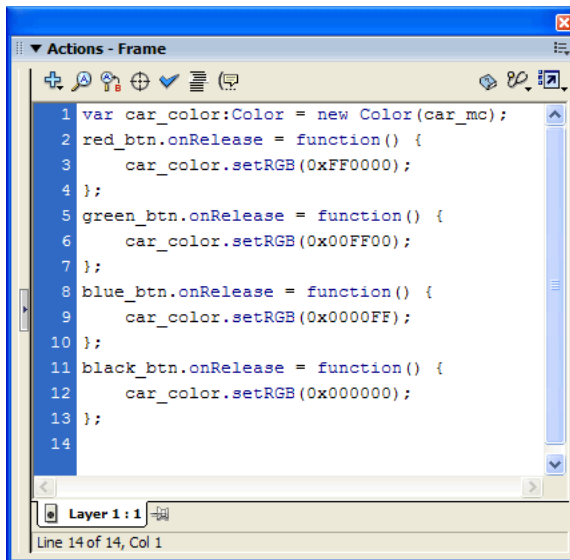 Actions - Frame
1 var car_color:Color = new Color(car_mc);
2 red_btn.onRelease = function() {
3     car_color.setRGB(0xFF0000);
4 };
5 green_btn.onRelease = function() {
6     car_color.setRGB(0x00FF00);
7 };
8 blue_btn.onRelease = function() {
9     car_color.setRGB(0x0000FF);
10 };
11 black_btn.onRelease = function() {
12     car_color.setRGB(0x000000);
13 };
14
Layer 1 : 1
Line 14 of 14, Col 1